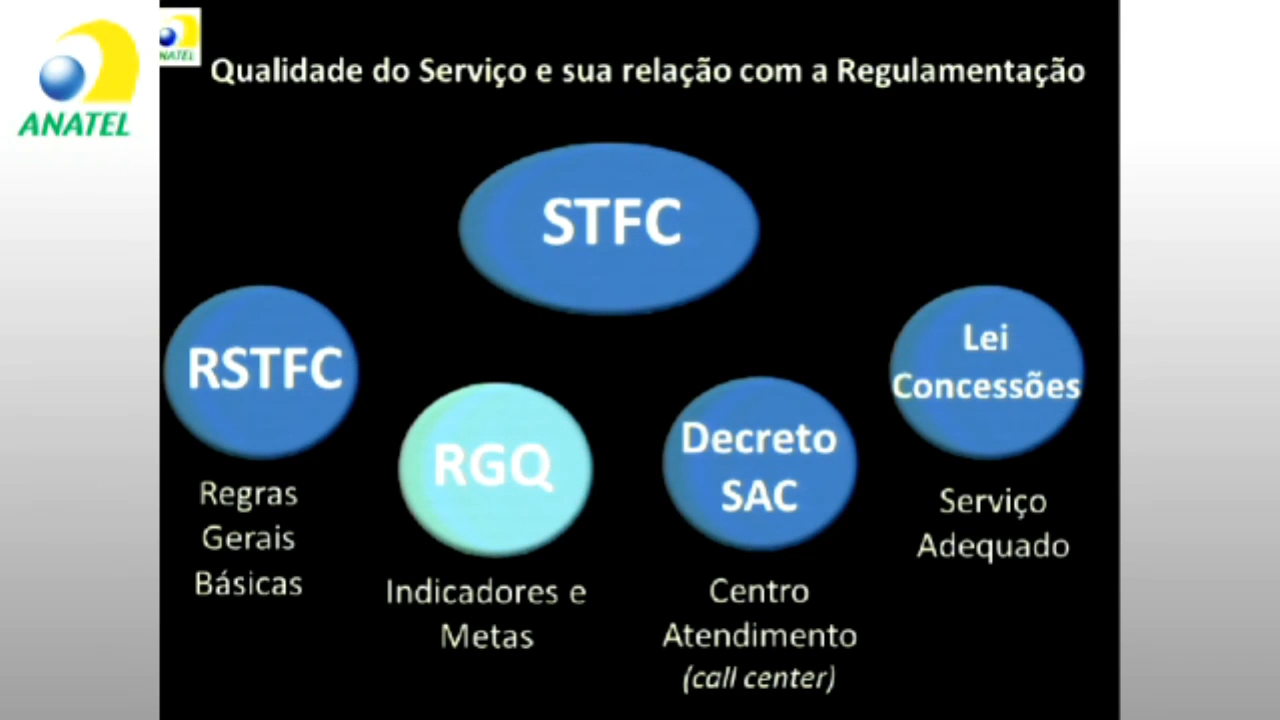 ANATEL
ANATEL
Qualidade do Serviço e sua relação com a Regulamentação
STFC
RSTFC
Regras
Gerais
Básicas
RGQ
Indicadores e
Metas
Decreto
SAC
Centro
Atendimento
(call center)
Lei
Concessões
Serviço
Adequado